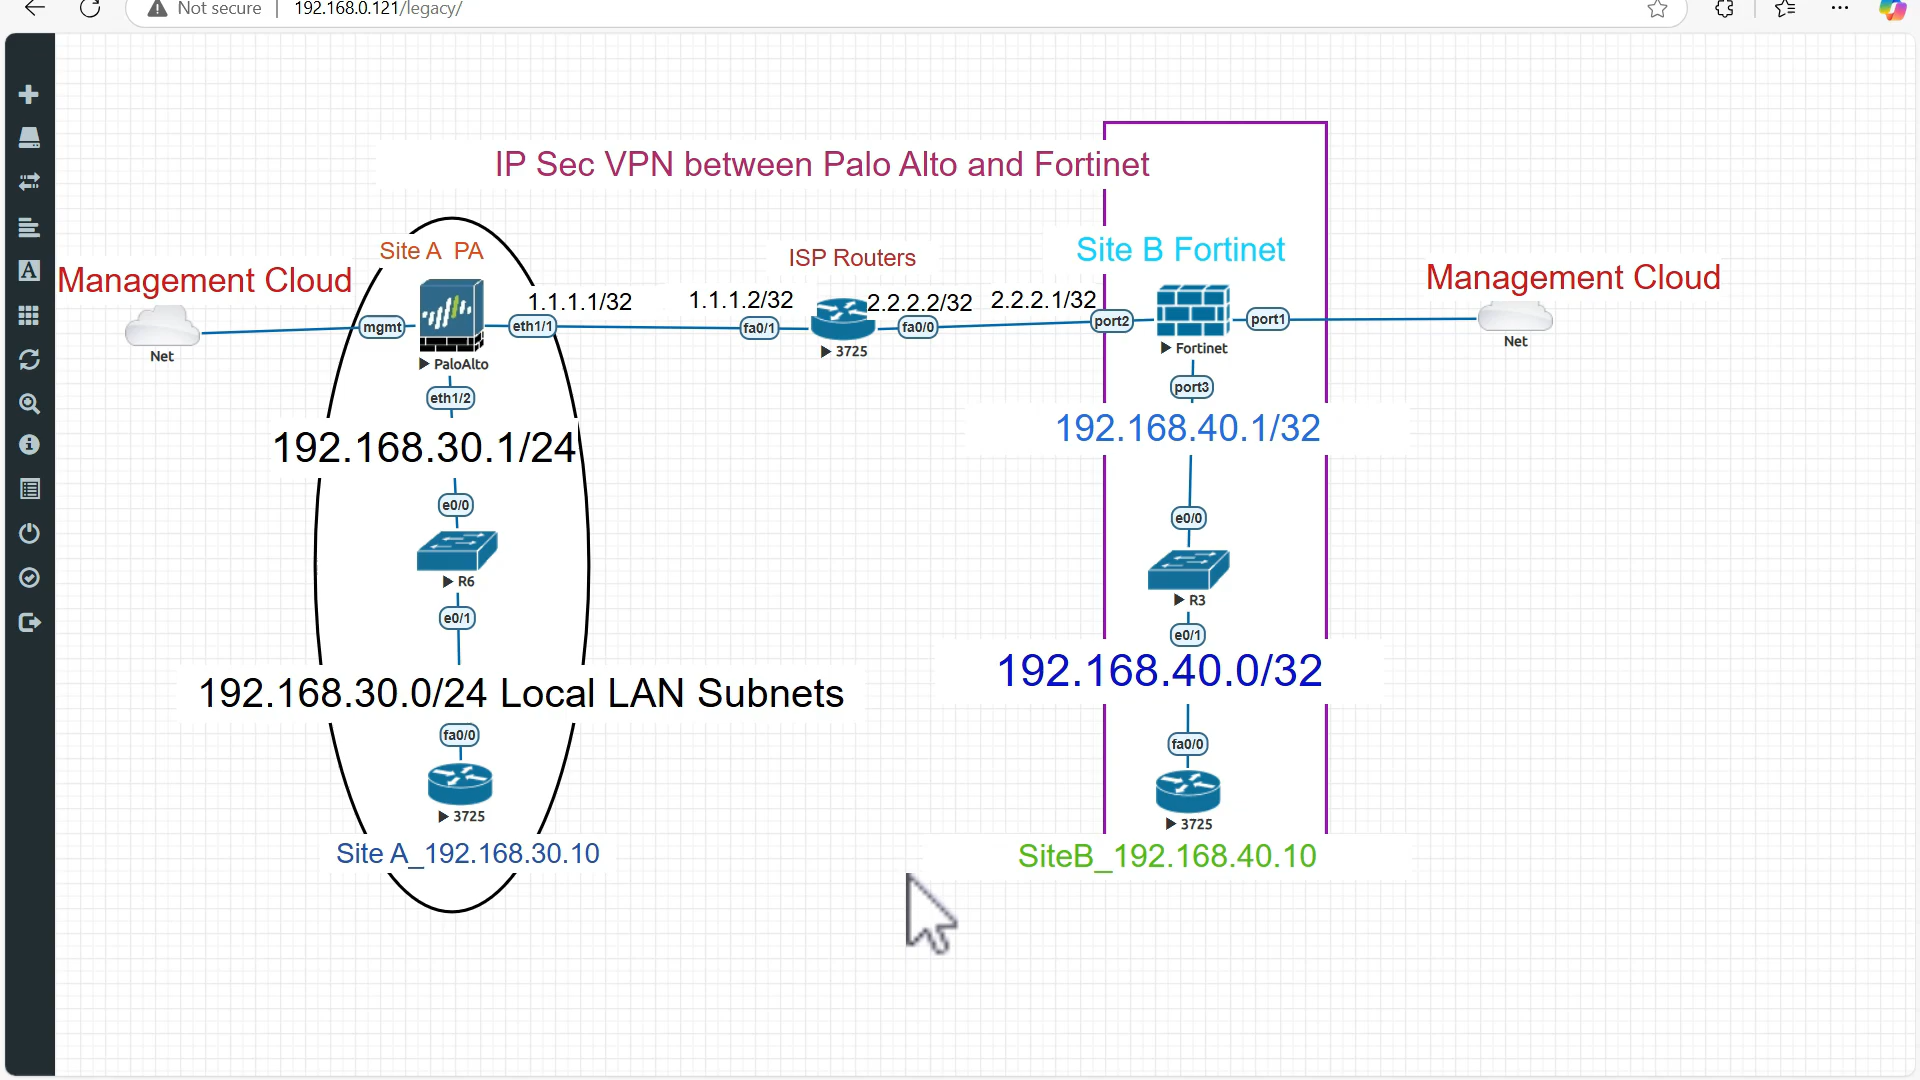 Not secure
192.168.0.121/legacy/
IP Sec VPN between Palo Alto and Fortinet
Site A PA
ISP Routers
Site B Fortinet
Management Cloud
Management Cloud
1.1.1.1/32
1.1.1.2/32
2.2.2.2/32
2.2.2.1/32
mgmt
eth1/1
fa0/1
fa0/0
port2
port1
Net
PaloAlto
3725
Fortinet
Net
eth1/2
port3
192.168.30.1/24
192.168.40.1/32
e0/0
e0/0
R6
R3
e0/1
e0/1
192.168.30.0/24 Local LAN Subnets
192.168.40.0/32
fa0/0
fa0/0
3725
3725
Site A_192.168.30.10
SiteB_192.168.40.10